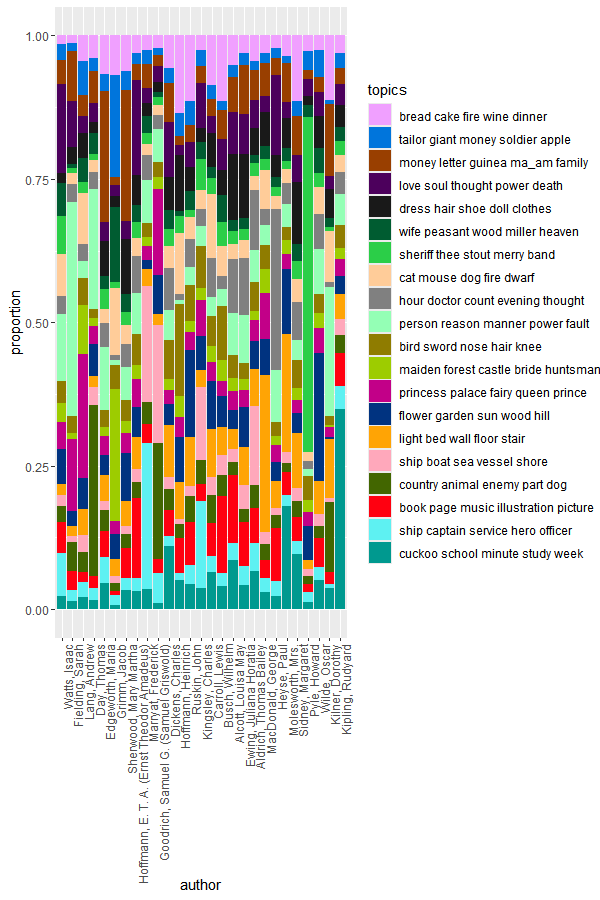 1.00
0.75
0.50
0.25
0.00
proportion
topics
bread cake fire wine dinner
tailor giant money soldier apple
money letter guinea ma_am family
love soul thought power death
dress hair shoe doll clothes
wife peasant wood miller heaven
sheriff thee stout merry band
cat mouse dog fire dwarf
hour doctor count evening thought
person reason manner power fault
bird sword nose hair knee
maiden forest castle bride huntsman
princess palace fairy queen prince
flower garden sun wood hill
light bed wall floor stair
ship boat sea vessel shore
country animal enemy part dog
book page music illustration picture
ship captain service hero officer
cuckoo school minute study week
Watts, Isaac
Fielding, Sarah
Lang, Andrew
Day, Thomas
Edgeworth, Maria
Grimm, Jacob
Sherwood, Mary Martha
Hoffmann, E. T. A. (Ernst Theodor Amadeus)
Marryat, Frederick
Goodrich, Samuel G. (Samuel Griswold)
Dickens, Charles
Hoffmann, Heinrich
Ruskin, John
Kingsley, Charles
Carroll, Lewis
Busch, Wilhelm
Alcott, Louisa May
Ewing, Juliana Horatia
Aldrich, Thomas Bailey
MacDonald, George
Heyse, Paul
Molesworth, Mrs.
Sidney, Margaret
Pyle, Howard
Wilde, Oscar
Kilner, Dorothy
Kipling, Rudyard
author